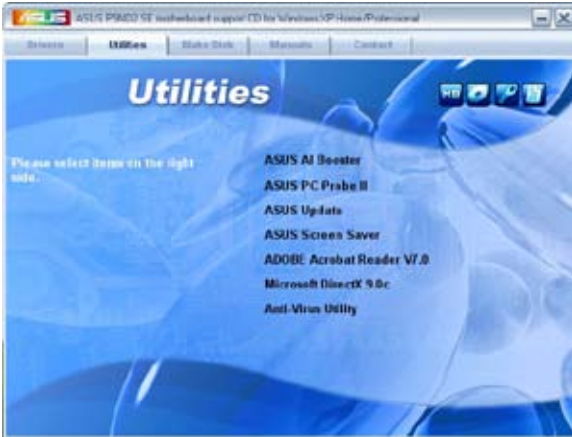 ASUS
ASUS P5ND2 SE motherboard support CD for Windows XP Home/Professional
Drivers
Utilities
Make Disk
Manuals
Contact
Utilities
Please select items on the right
side.
ASUS AI Booster
ASUS PC Probe II
ASUS Update
ASUS Screen Saver
ADOBE Acrobat Reader V7.0
Microsoft DirectX 9.0c
Anti-Virus Utility